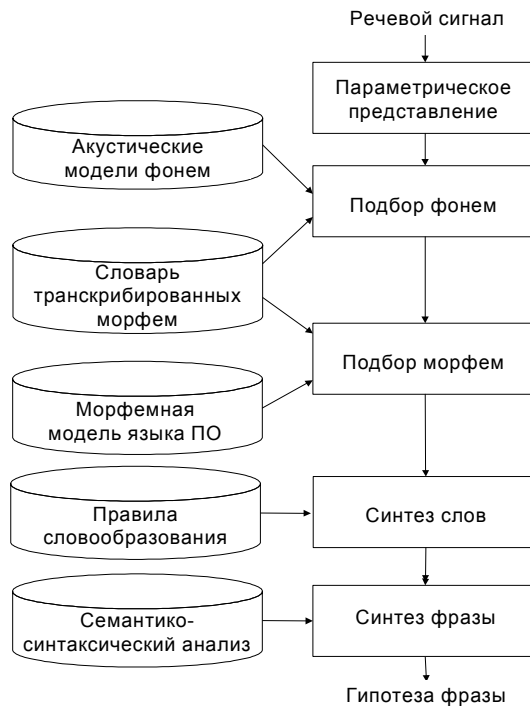 Речевой сигнал
Параметрическое
представление
Акустические
модели фонем
Подбор фонем
Словарь
транскрибированных
морфем
Подбор морфем
Морфемная
модель языка ПО
Правила
словообразования
Синтез слов
Семантико-
синтаксический анализ
Синтез фразы
Гипотеза фразы